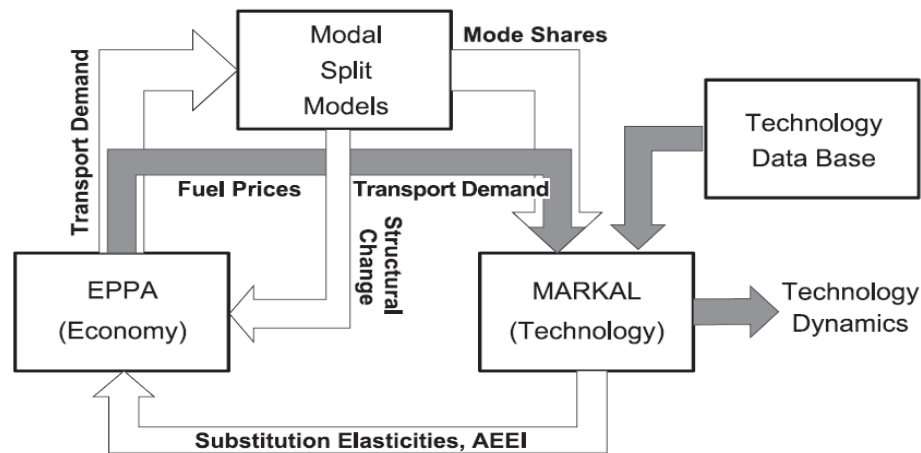 Modal
Split
Models
Mode Shares
Transport Demand
Technology
Data Base
Fuel Prices
Transport Demand
Structural
Change
EPPA
(Economy)
MARKAL
(Technology)
Technology
Dynamics
Substitution Elasticities, AEEI